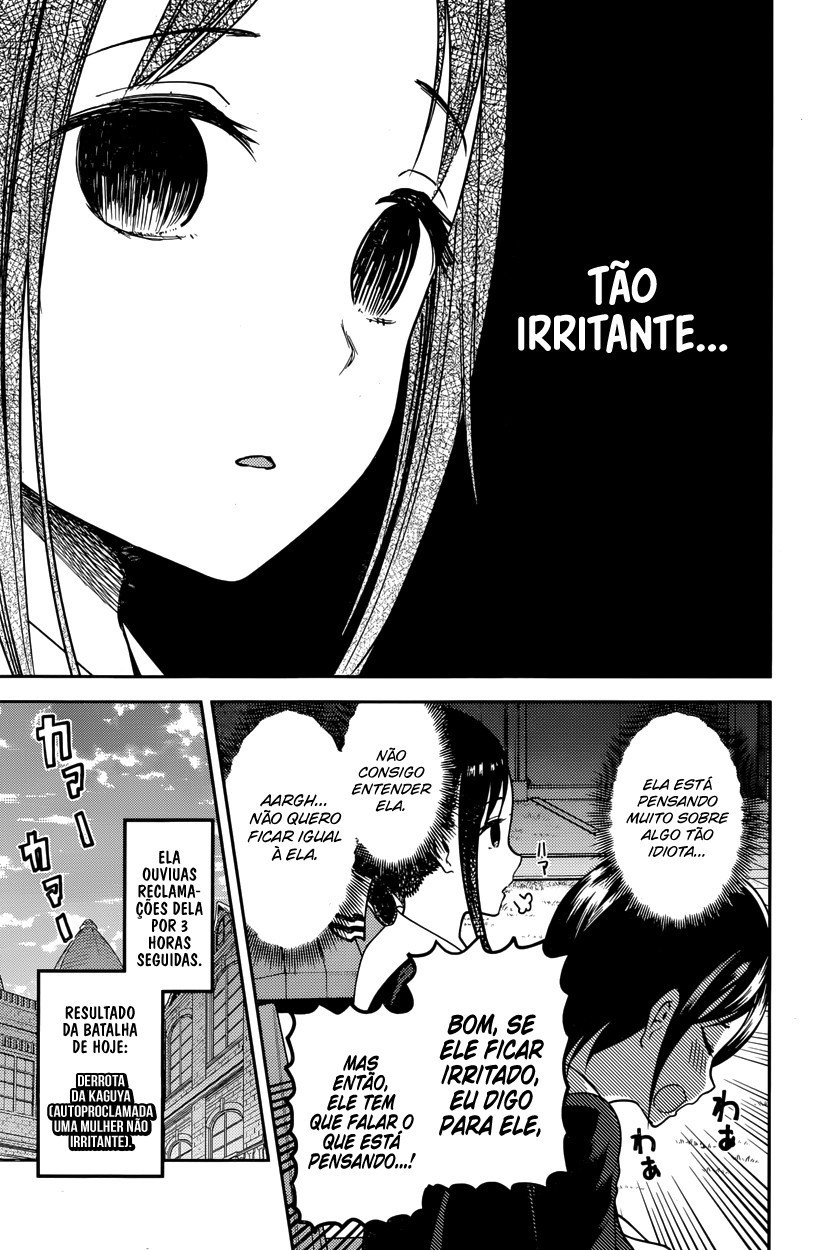 TÃO
IRRITANTE...
ELA ESTÁ
PENSANDO
MUITO SOBRE
ALGO TÃO
IDIOTA...
NÃO
CONSIGO
ENTENDER
ELA.
AARGH...
NÃO QUERO
FICAR IGUAL
À ELA.
ハァ
BOM, SE
ELE FICAR
IRRITADO,
EU DIGO
PARA ELE,
MAS
ENTÃO,
ELE TEM
QUE FALAR O
QUE ESTÁ
PENSANDO...!
わぁ
わぁ
カァー
カァー
ELA
OUVIUAS
RECLAMA-
ÇÕES DELA
POR 3
HORAS
SEGUIDAS.
RESULTADO
DA BATALHA
DE HOJE:
DERROTA
DA KAGUYA
(AUTOPROCLAMADA
UMA MULHER NÃO
IRRITANTE).